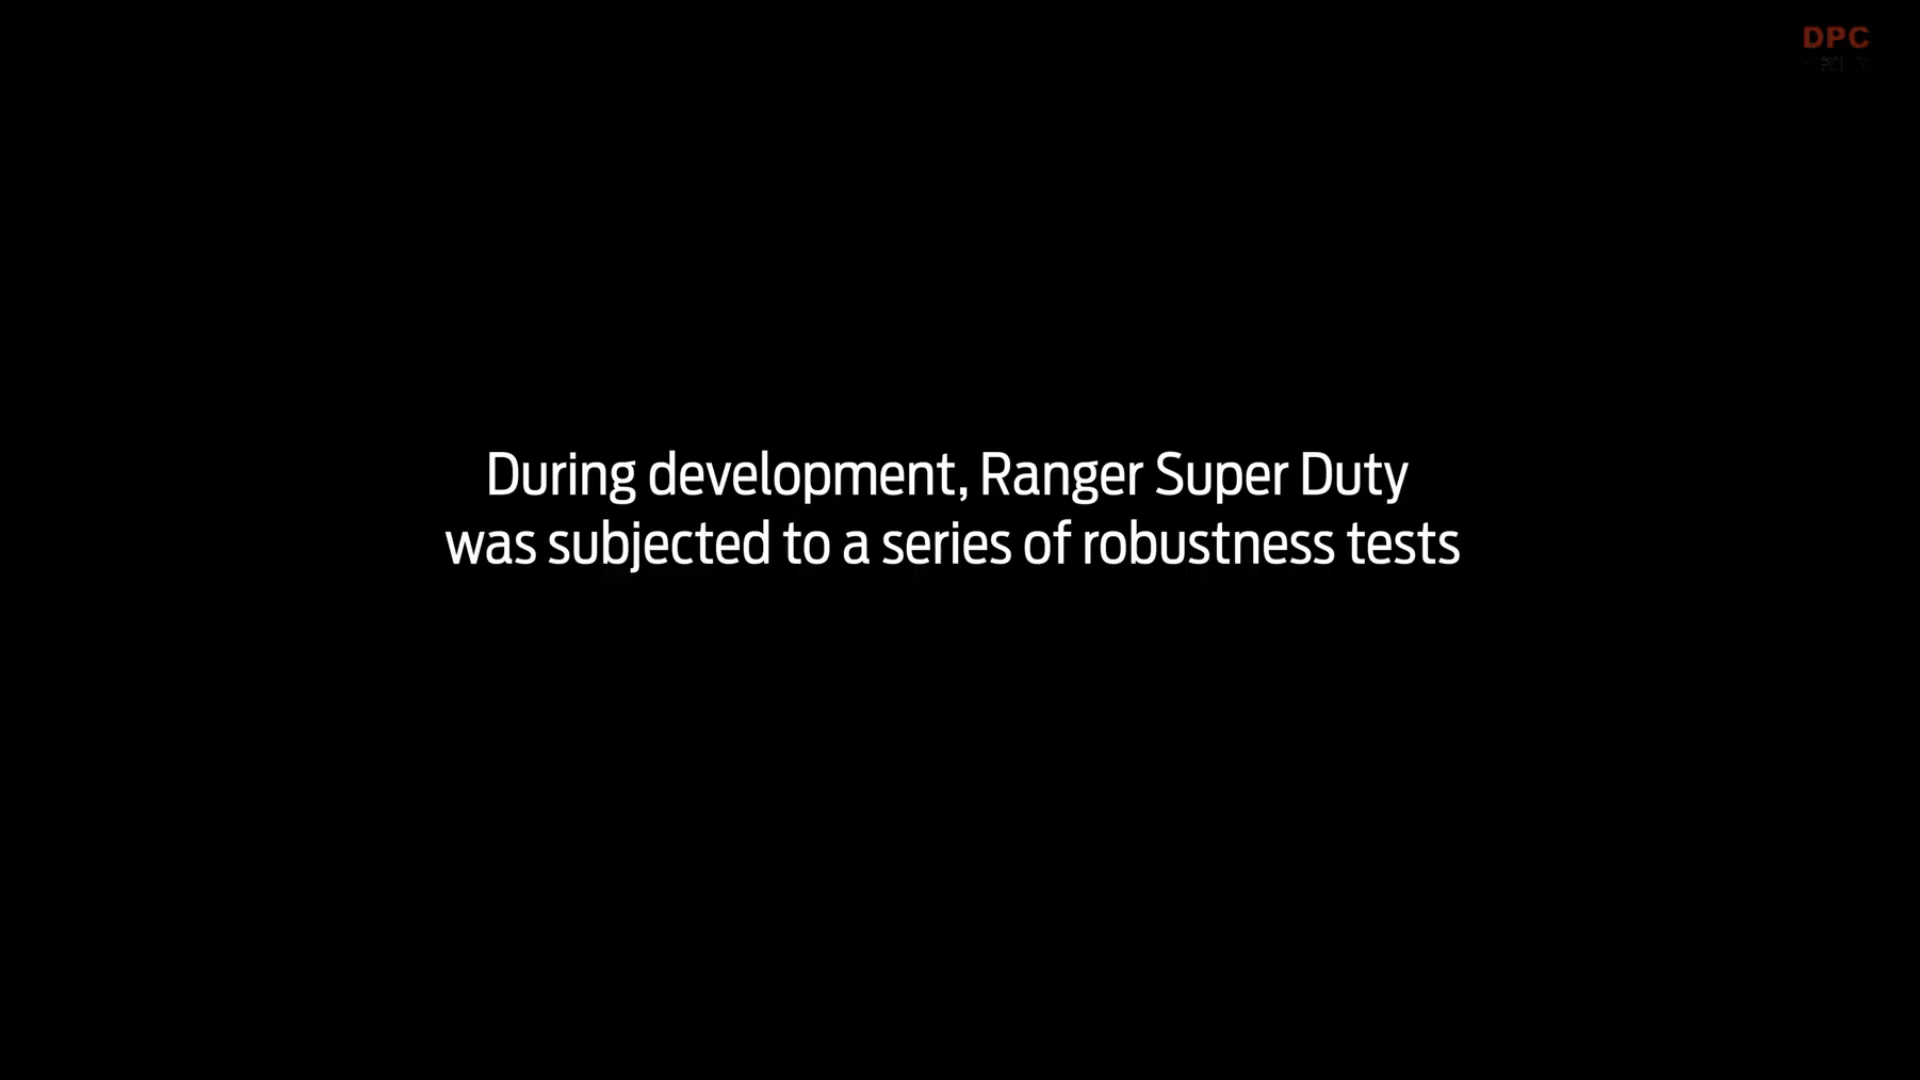 DPC
During development, Ranger Super Duty
was subjected to a series of robustness tests